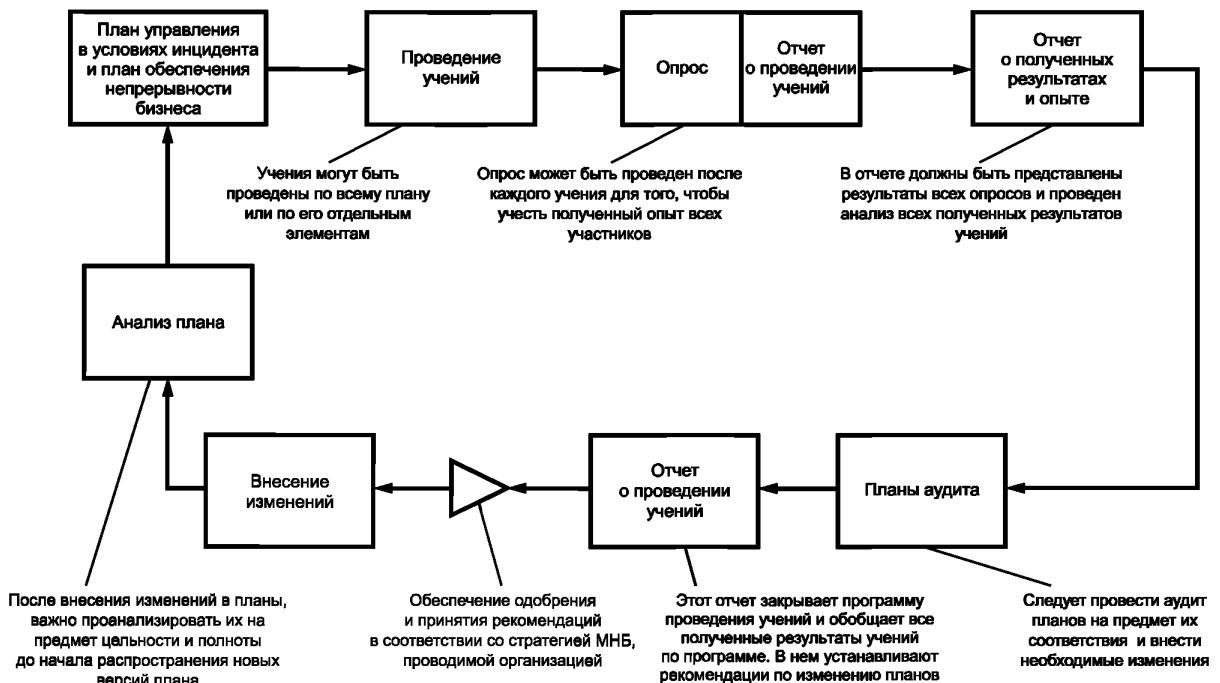 План управления
в условиях инцидента
и план обеспечения
непрерывности
бизнеса
Проведение
учений
Опрос
Отчет
о проведении
учений
Отчет
о полученных
результатах
и опыте
Учения могут быть
проведены по всему плану
или по его отдельным
элементам
Опрос может быть проведен после
каждого учения для того, чтобы
учесть полученный опыт всех
участников
В отчете должны быть представлены
результаты всех опросов и проведен
анализ всех полученных результатов
учений
Анализ плана
Внесение
изменений
Отчет
о проведении
учений
Планы аудита
После внесения изменений в планы,
важно проанализировать их на
предмет цельности и полноты
до начала распространения новых
версий плана
Обеспечение одобрения
и принятия рекомендаций
в соответствии со стратегией МНБ,
проводимой организацией
Этот отчет закрывает программу
проведения учений и обобщает все
полученные результаты учений
по программе. В нем устанавливают
рекомендации по изменению планов
Следует провести аудит
планов на предмет их
соответствия и внести
необходимые изменения